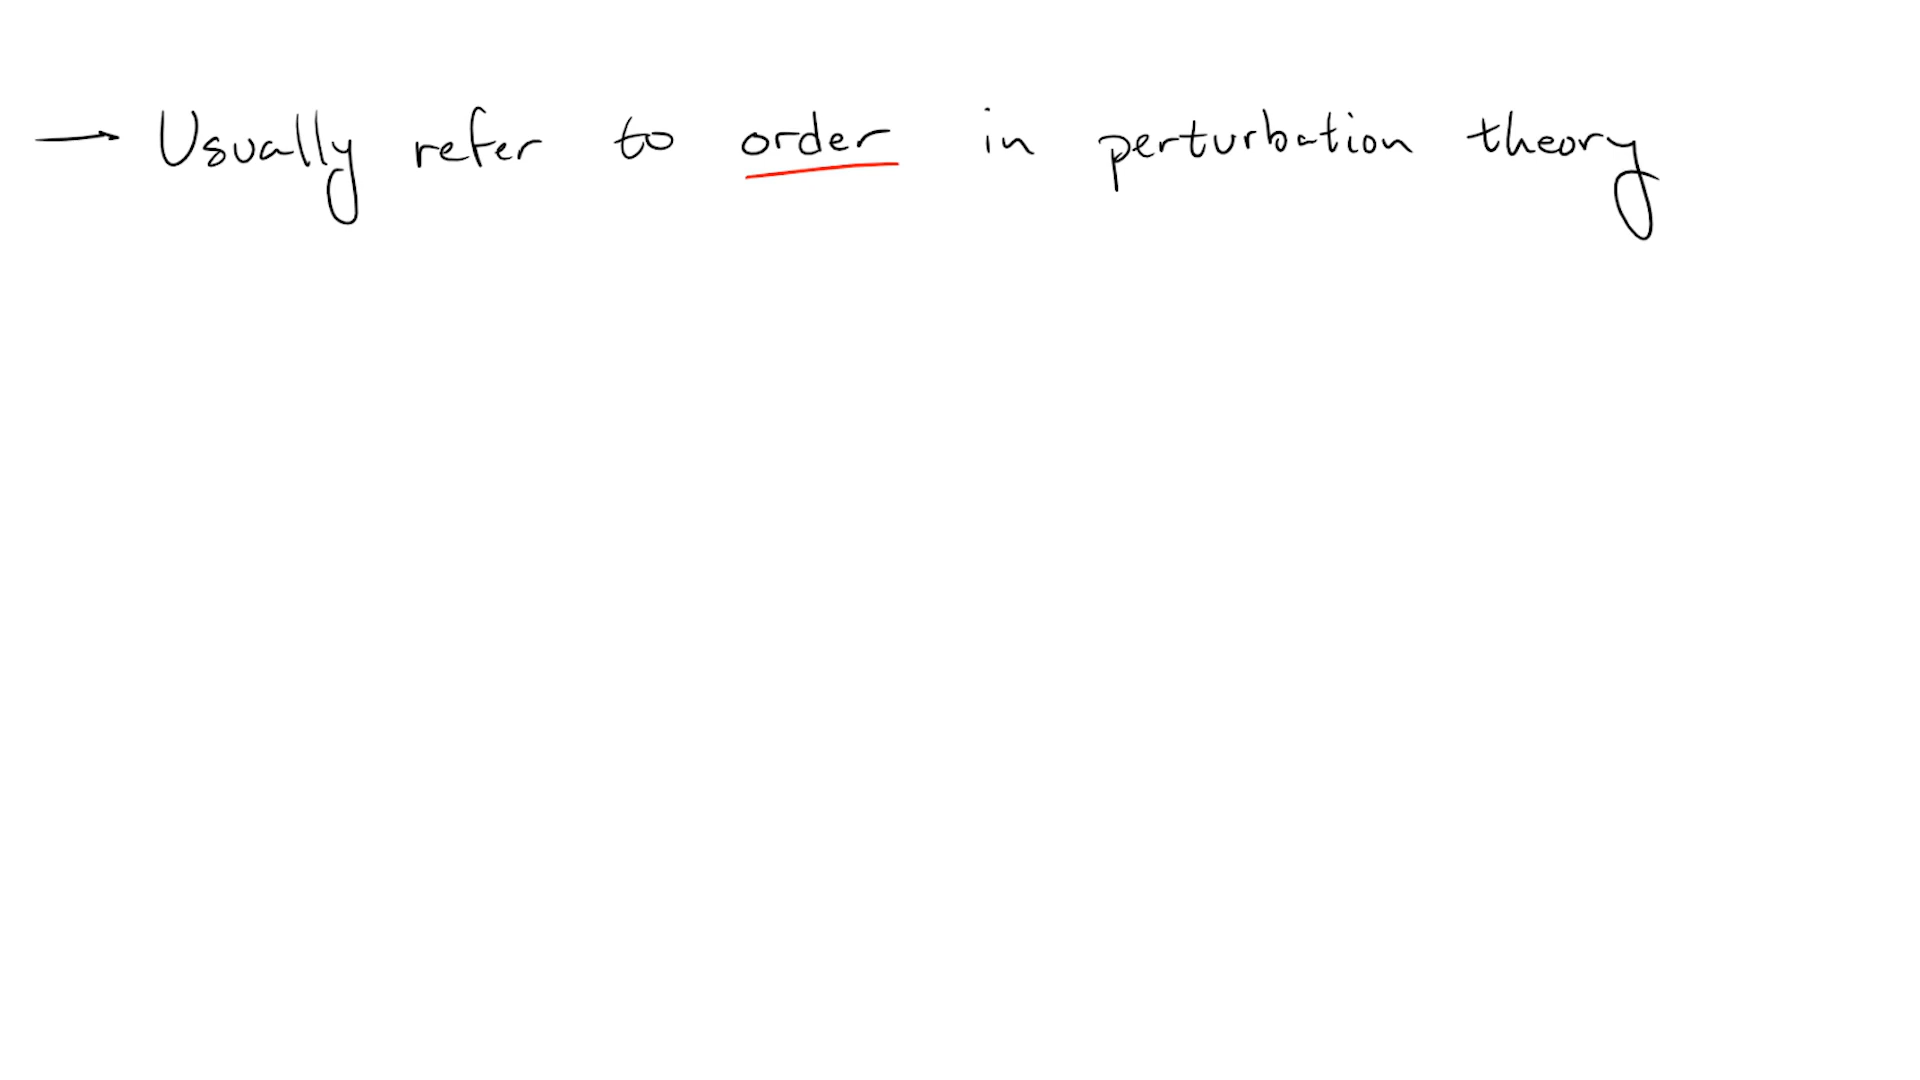 → Usually refer to order in perturbation theory